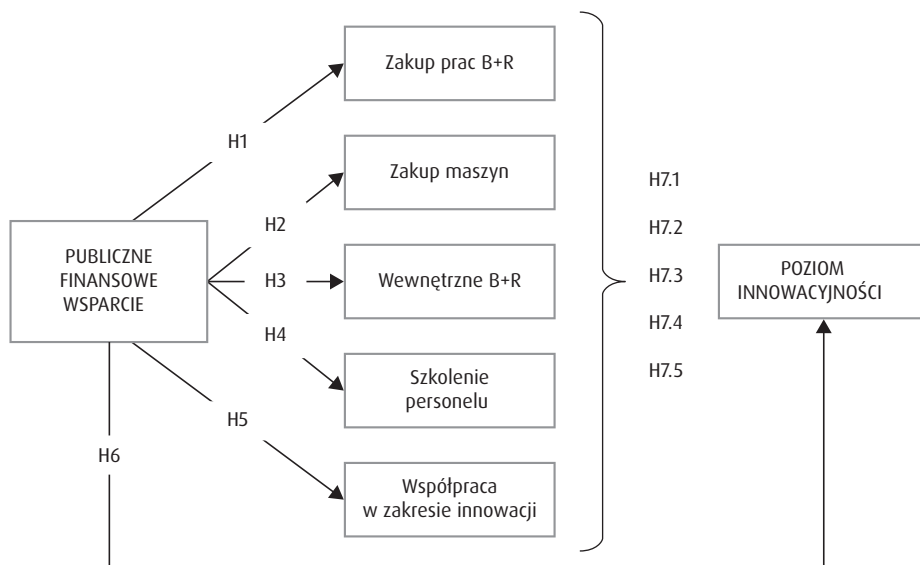 Zakup prac B+R
H1
Zakup maszyn
H7.1
H2
H7.2
PUBLICZNE
FINANSOWE
WSPARCIE
H3
Wewnętrzne B+R
H7.3
POZIOM
INNOWACYJNOŚCI
H4
H7.4
Szkolenie
personelu
H7.5
H5
H6
Współpraca
w zakresie innowacji